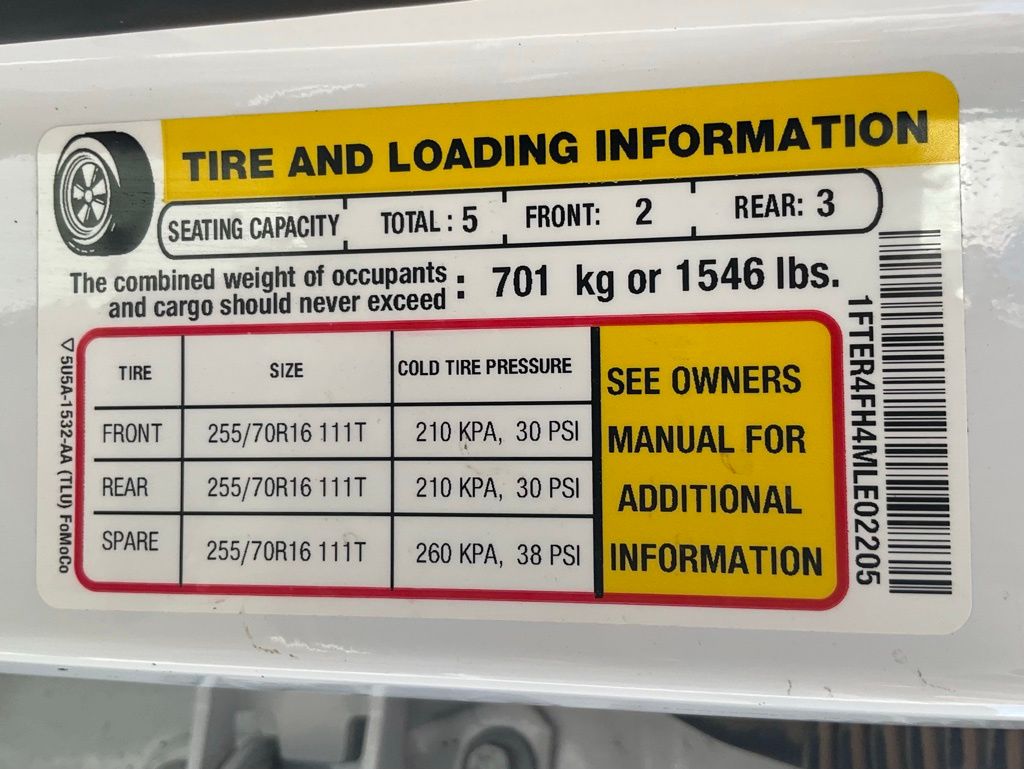 TIRE AND LOADING INFORMATION
SEATING CAPACITY TOTAL : 5 FRONT: 2 REAR: 3
The combined weight of occupants
and cargo should never exceed : 701 kg or 1546 lbs.
TIRE SIZE COLD TIRE PRESSURE
FRONT 255/70R16 111T 210 KPA, 30 PSI
REAR 255/70R16 111T 210 KPA, 30 PSI
SPARE 255/70R16 111T 260 KPA, 38 PSI
SEE OWNERS
MANUAL FOR
ADDITIONAL
INFORMATION
▽5U5A-1532-AA (TLU) FoMoCo
1FTER4FH4MLE02205